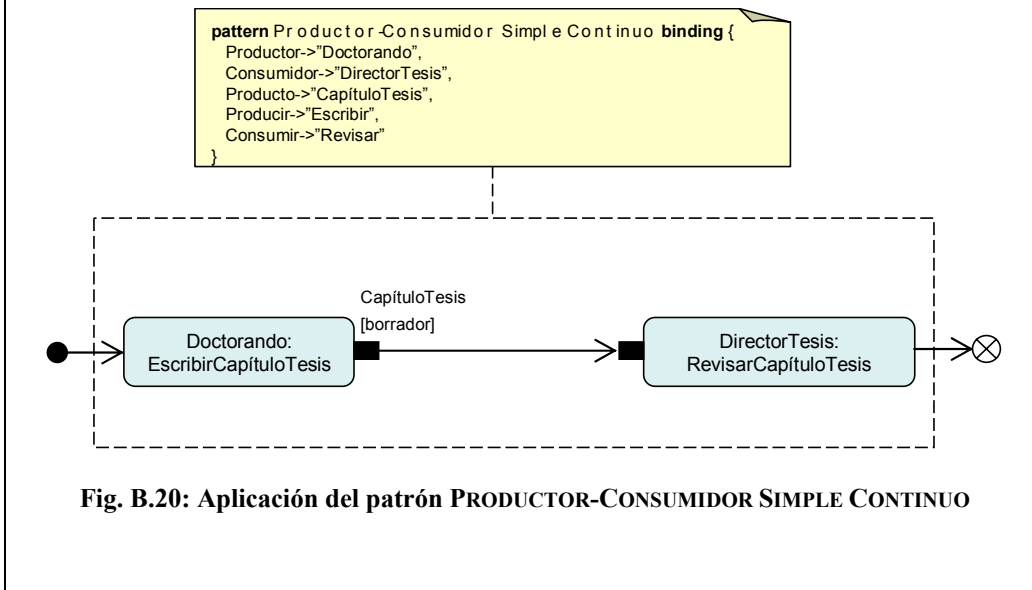 pattern Productor-Consumidor Simple Continuo binding {
Productor->”Doctorando”,
Consumidor->”DirectorTesis”,
Producto->”CapítuloTesis”,
Producir->”Escribir”,
Consumir->”Revisar”
}
CapítuloTesis
[borrador]
Doctorando:
EscribirCapítuloTesis
DirectorTesis:
RevisarCapítuloTesis
Fig. B.20: Aplicación del patrón PRODUCTOR-CONSUMIDOR SIMPLE CONTINUO